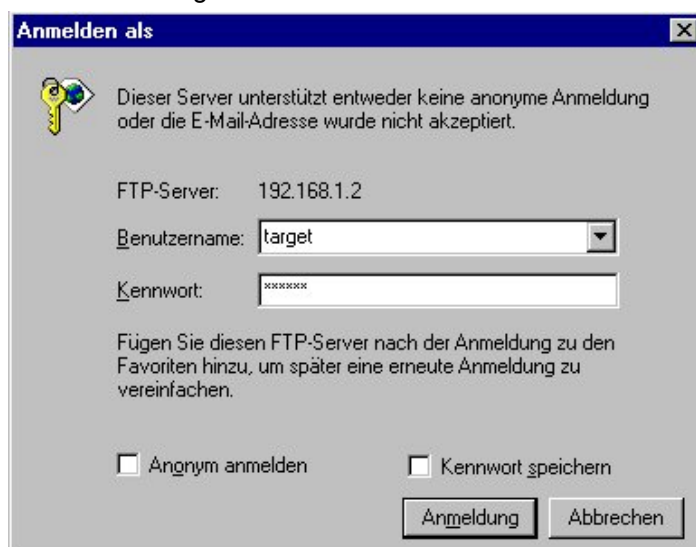 Anmelden als
Dieser Server unterstützt entweder keine anonyme Anmeldung
oder die E-Mail-Adresse wurde nicht akzeptiert.
FTP-Server: 192.168.1.2
Benutzername: target
Kennwort: ******
Fügen Sie diesen FTP-Server nach der Anmeldung zu den
Favoriten hinzu, um später eine erneute Anmeldung zu
vereinfachen.
Anonym anmelden Kennwort speichern
Anmeldung Abbrechen